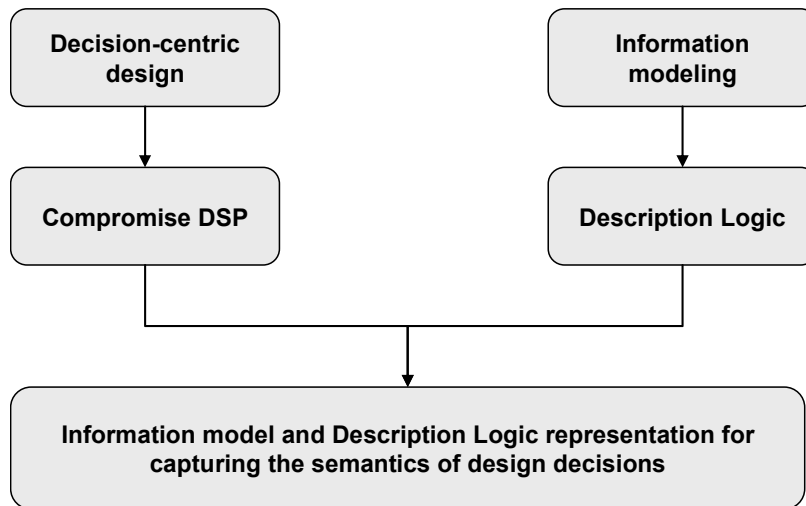 Decision-centric
design
Information
modeling
Compromise DSP
Description Logic
Information model and Description Logic representation for
capturing the semantics of design decisions